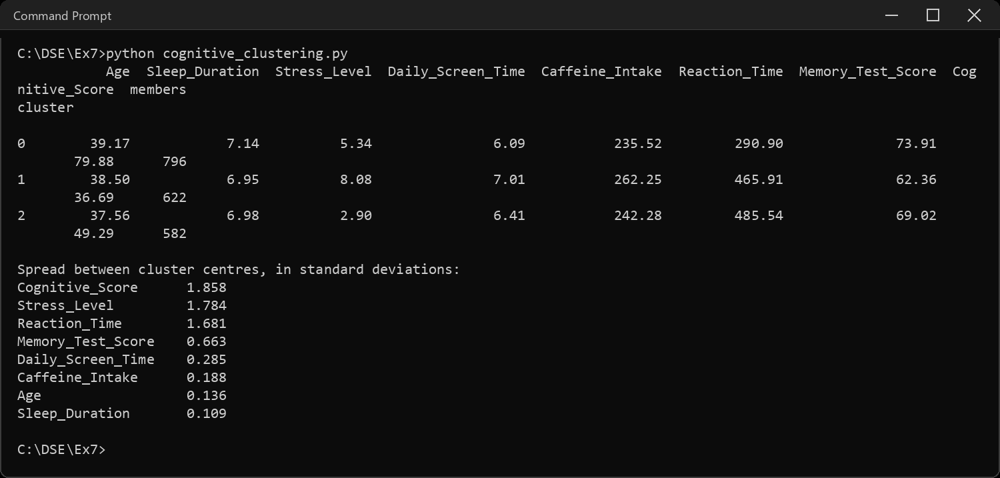 Command Prompt
C:\DSE\Ex7>python cognitive_clustering.py
           Age  Sleep_Duration  Stress_Level  Daily_Screen_Time  Caffeine_Intake  Reaction_Time  Memory_Test_Score  Cog
nitive_Score  members
cluster
0        39.17            7.14          5.34               6.09           235.52         290.90              73.91
       79.88      796
1        38.50            6.95          8.08               7.01           262.25         465.91              62.36
       36.69      622
2        37.56            6.98          2.90               6.41           242.28         485.54              69.02
       49.29      582
Spread between cluster centres, in standard deviations:
Cognitive_Score      1.858
Stress_Level         1.784
Reaction_Time        1.681
Memory_Test_Score    0.663
Daily_Screen_Time    0.285
Caffeine_Intake      0.188
Age                  0.136
Sleep_Duration       0.109
C:\DSE\Ex7>